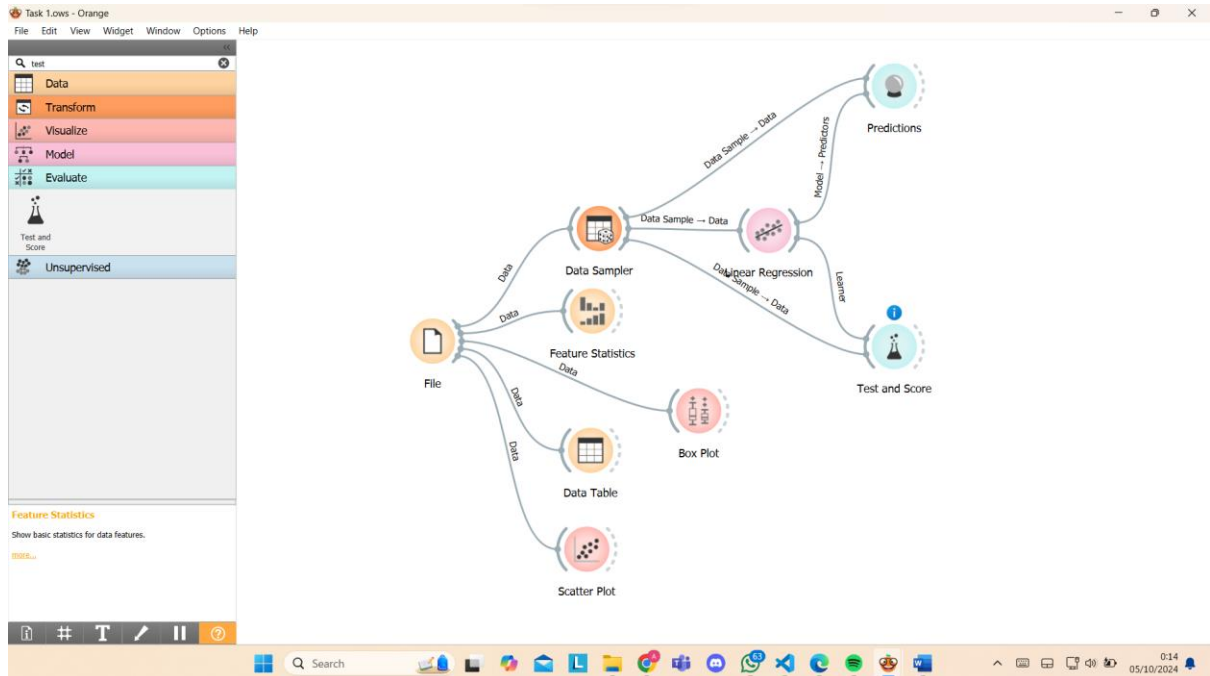 Task 1.ows - Orange
File Edit View Widget Window Options Help
test
Data
Transform
Visualize
Model
Evaluate
Test and
Score
Unsupervised
Feature Statistics
Show basic statistics for data features.
more...
Data Sample → Data
Predictions
Model → Predictors
Data Sample → Data
Data Sampler
Linear Regression
Data Sample → Data
Learner
Data
Data
Feature Statistics
Data
File
Test and Score
Data
Box Plot
Data
Data Table
Scatter Plot
Search
63
0:14
05/10/2024